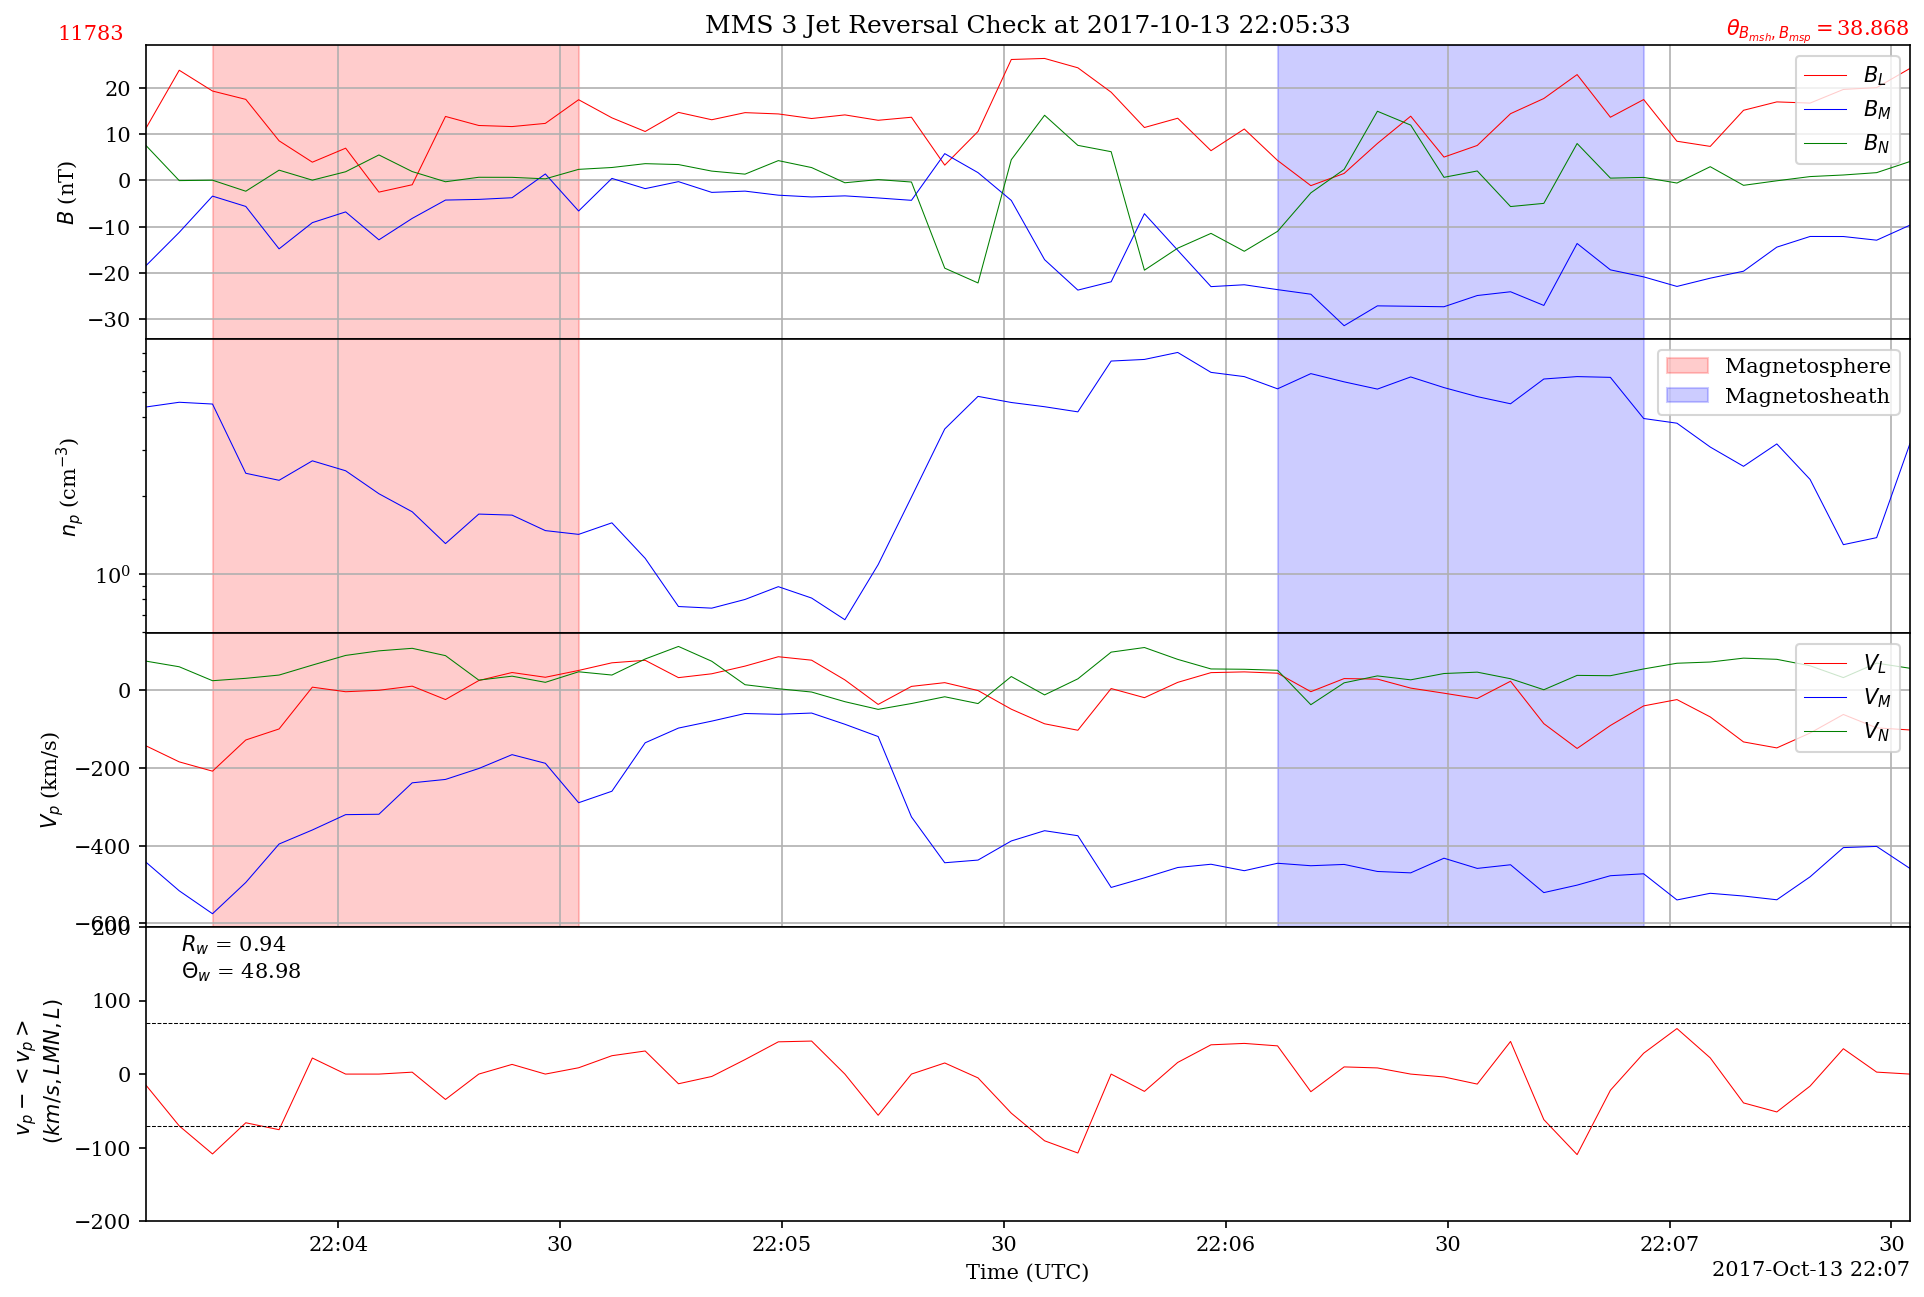 MMS 3 Jet Reversal Check at 2017-10-13 22:05:33
11783
θ_{B_{msh}, B_{msp}} = 38.868
B (nT)
20
10
0
−10
−20
−30
B_L
B_M
B_N
n_p (cm^{−3})
10^0
Magnetosphere
Magnetosheath
V_p (km/s)
0
−200
−400
−600
V_L
V_M
V_N
v_p − < v_p >
(km/s, LMN, L)
200
100
0
−100
−200
R_w = 0.94
Θ_w = 48.98
22:04
30
22:05
30
22:06
30
22:07
30
Time (UTC)
2017-Oct-13 22:07